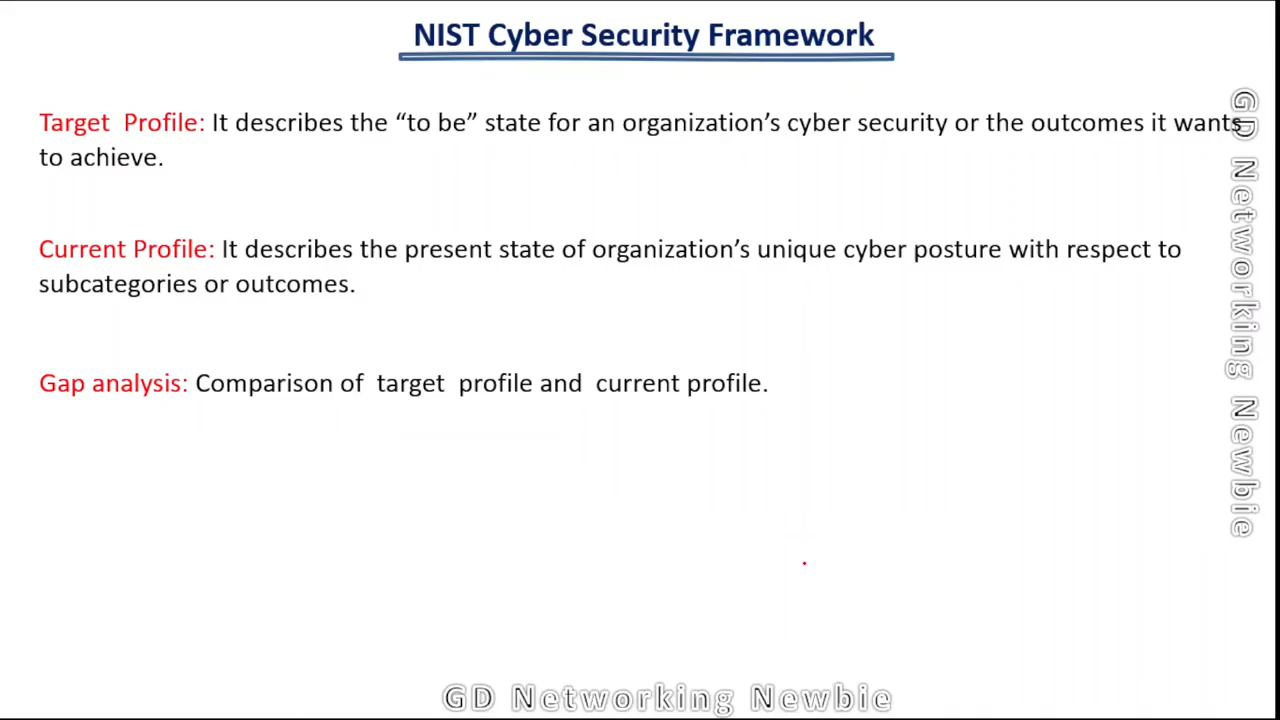 NIST Cyber Security Framework
Target Profile: It describes the “to be” state for an organization’s cyber security or the outcomes it wants
to achieve.
Current Profile: It describes the present state of organization’s unique cyber posture with respect to
subcategories or outcomes.
Gap analysis: Comparison of target profile and current profile.
GD Networking Newbie
GD Networking Newbie